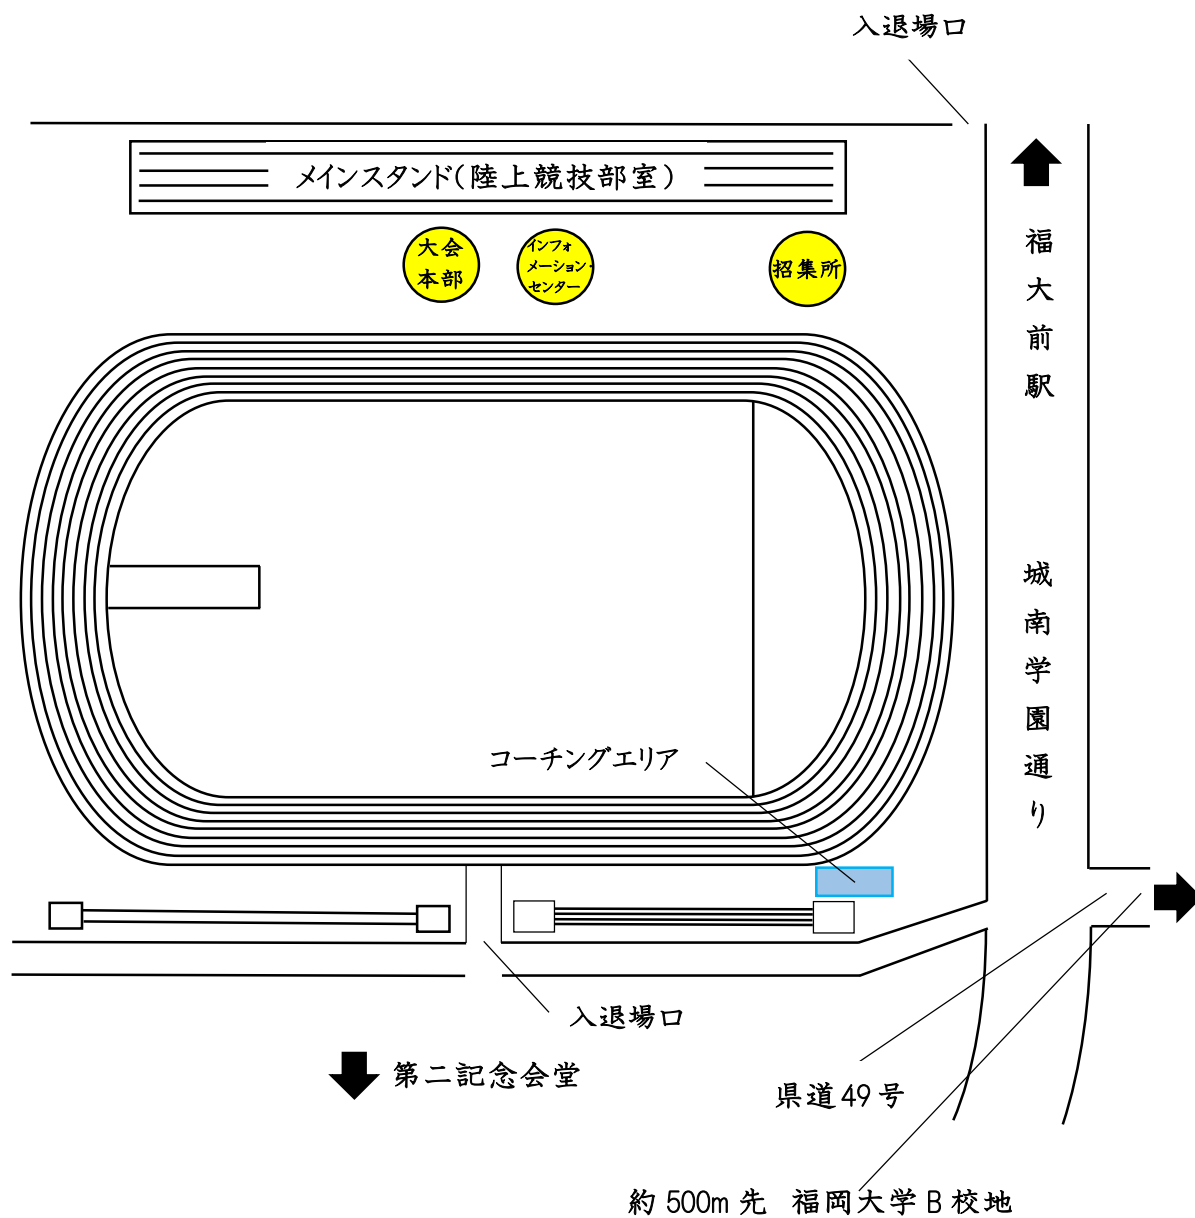 入退場口
メインスタンド(陸上競技部室)
大会
本部
インフォ
メーション・
センター
招集所
福大前駅
城南学園通り
コーチングエリア
入退場口
第二記念会堂
県道49号
約500m先 福岡大学B校地